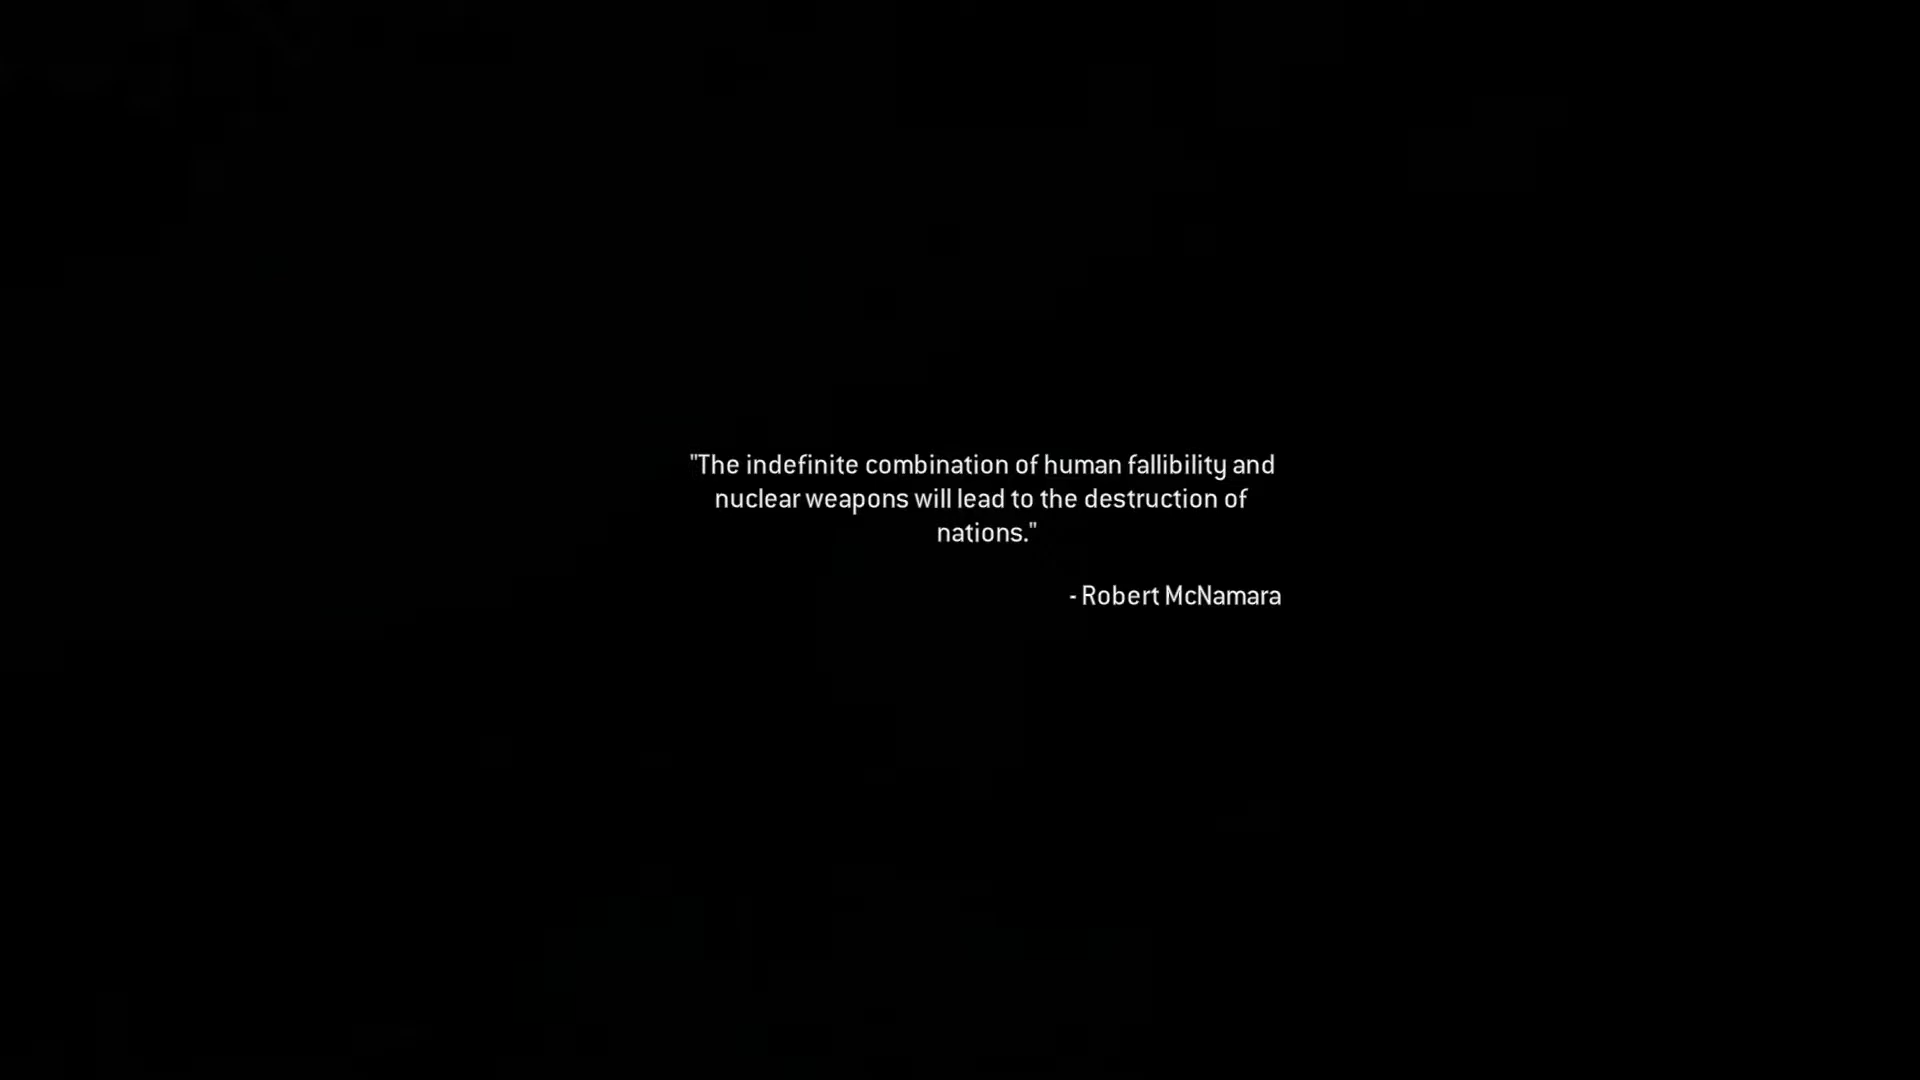 "The indefinite combination of human fallibility and
nuclear weapons will lead to the destruction of
nations."
- Robert McNamara